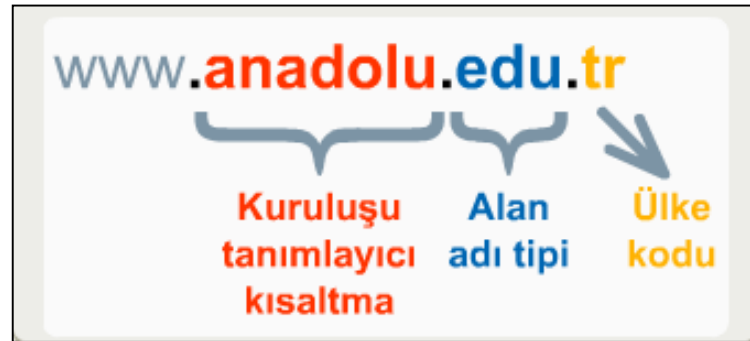 www.anadolu.edu.tr
Kuruluşu Alan Ülke
tanımlayıcı adı tipi kodu
kısaltma